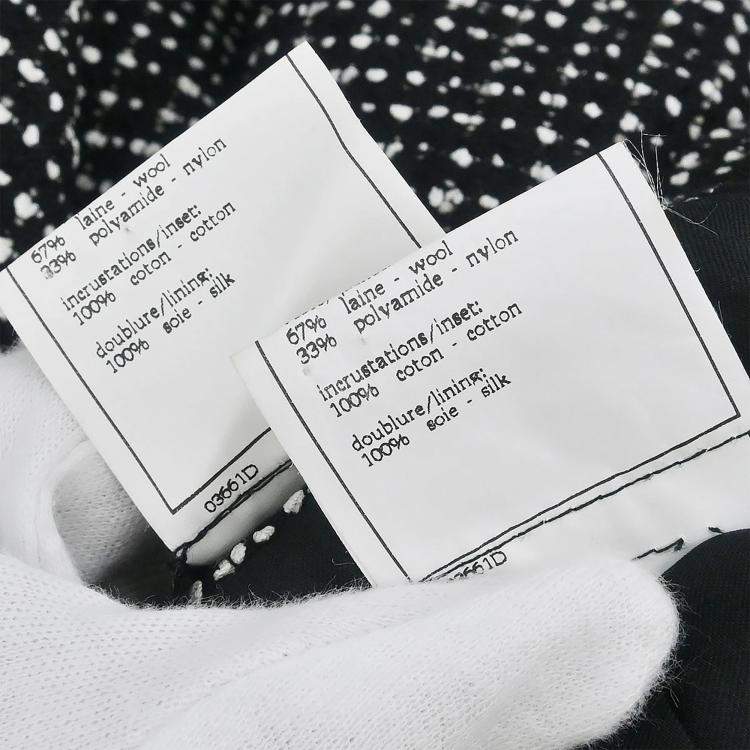 67% laine - wool
33% polyamide - nylon
incrustations/inset:
100% coton - cotton
doublure/lining:
100% soie - silk
03661D
67% laine - wool
33% polyamide - nylon
incrustations/inset:
100% coton - cotton
doublure/lining:
100% soie - silk
03661D